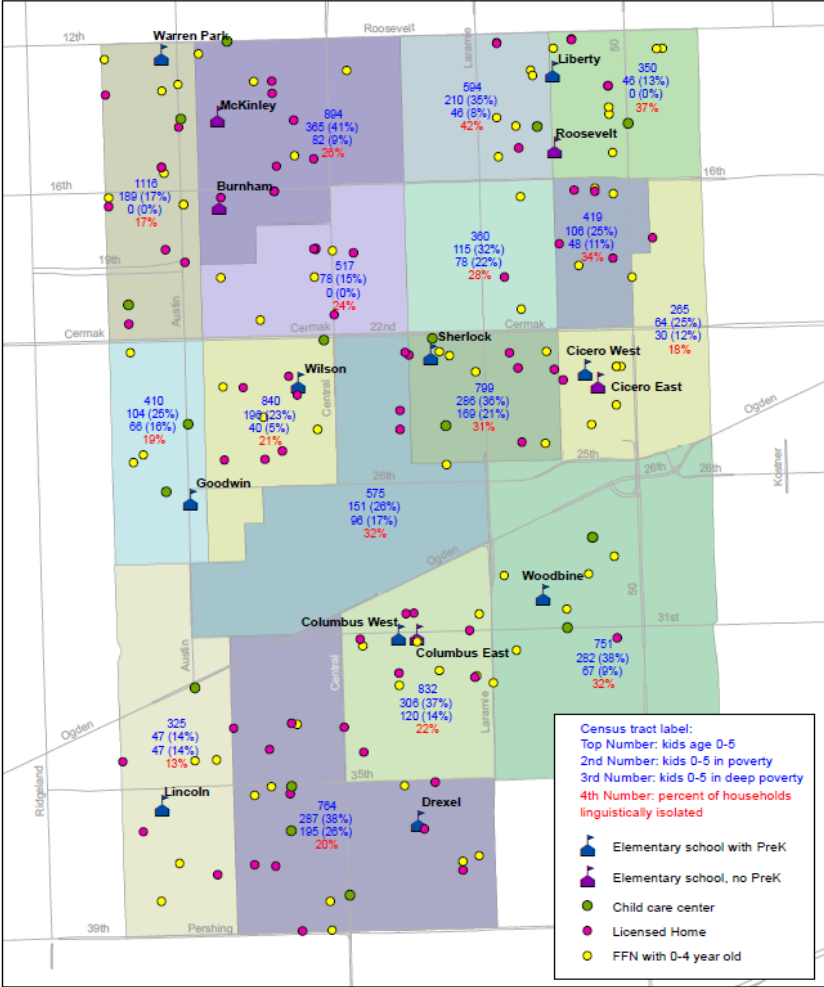 Warren Park
Roosevelt
12th
Laramie
50
Liberty
McKinley
894
365 (41%)
82 (9%)
26%
594
210 (35%)
46 (8%)
42%
350
46 (13%)
0 (0%)
37%
Roosevelt
16th
16th
1116
189 (17%)
0 (0%)
17%
Burnham
419
106 (25%)
48 (11%)
34%
360
115 (32%)
78 (22%)
28%
19th
517
78 (15%)
0 (0%)
24%
265
64 (25%)
30 (12%)
18%
Austin
Cermak
Cermak
22nd
Cermak
Sherlock
Wilson
Cicero West
Cicero East
Central
410
104 (25%)
66 (16%)
19%
840
196 (23%)
40 (5%)
21%
799
286 (36%)
169 (21%)
31%
Ogden
25th
26th
26th
26th
Kostner
Goodwin
575
151 (26%)
96 (17%)
32%
Ogden
Woodbine
50
31st
Columbus West
Columbus East
Austin
Central
Laramie
751
282 (38%)
67 (9%)
32%
832
306 (37%)
120 (14%)
22%
Ogden
325
47 (14%)
47 (14%)
13%
35th
Ridgeland
Lincoln
764
287 (38%)
195 (26%)
20%
Drexel
39th
Pershing
Census tract label:
Top Number: kids age 0-5
2nd Number: kids 0-5 in poverty
3rd Number: kids 0-5 in deep poverty
4th Number: percent of households
linguistically isolated
Elementary school with PreK
Elementary school, no PreK
Child care center
Licensed Home
FFN with 0-4 year old